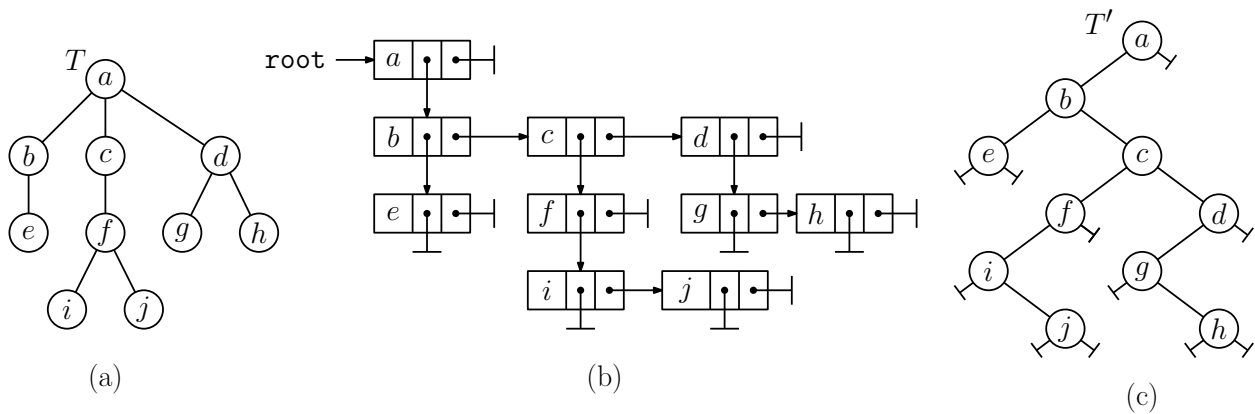 T
a
b c d
e f g h
i j
(a)
root a
b c d
e f g h
i j
(b)
T′
a
b
e c
f d
i g
j h
(c)